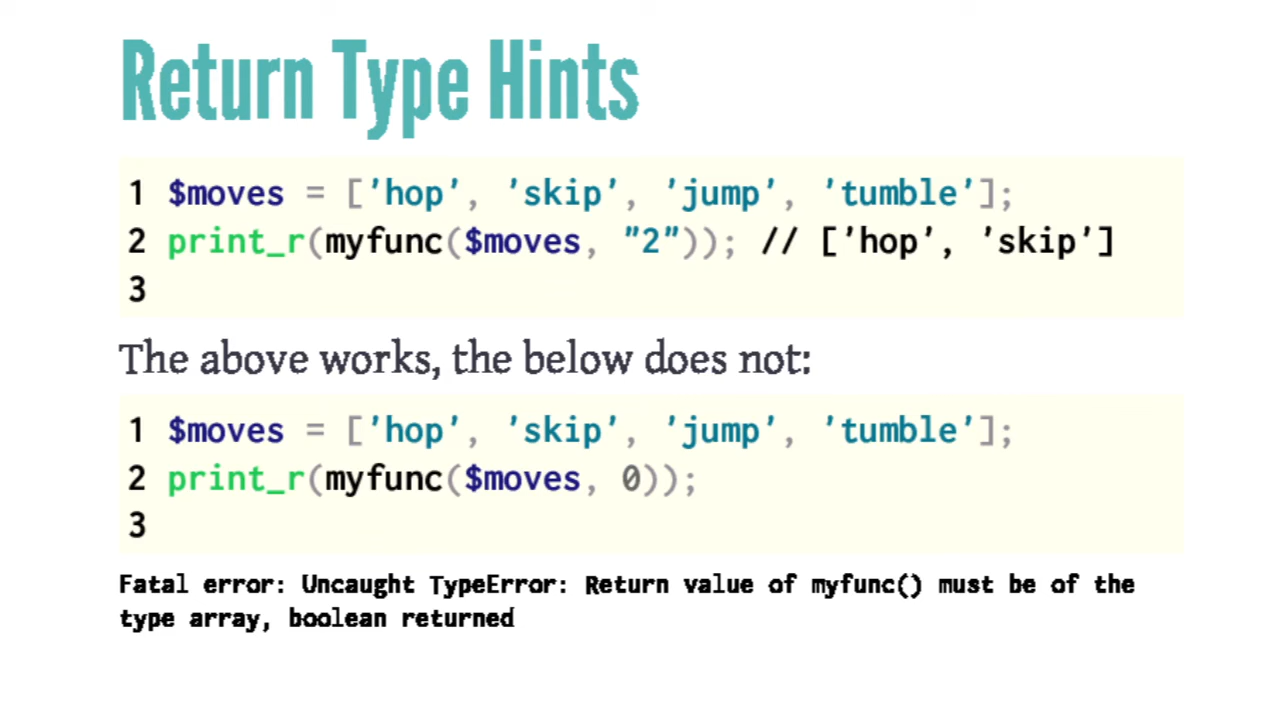 Return Type Hints
1 $moves = ['hop', 'skip', 'jump', 'tumble'];
2 print_r(myfunc($moves, "2")); // ['hop', 'skip']
3
The above works, the below does not:
1 $moves = ['hop', 'skip', 'jump', 'tumble'];
2 print_r(myfunc($moves, 0));
3
Fatal error: Uncaught TypeError: Return value of myfunc() must be of the
type array, boolean returned